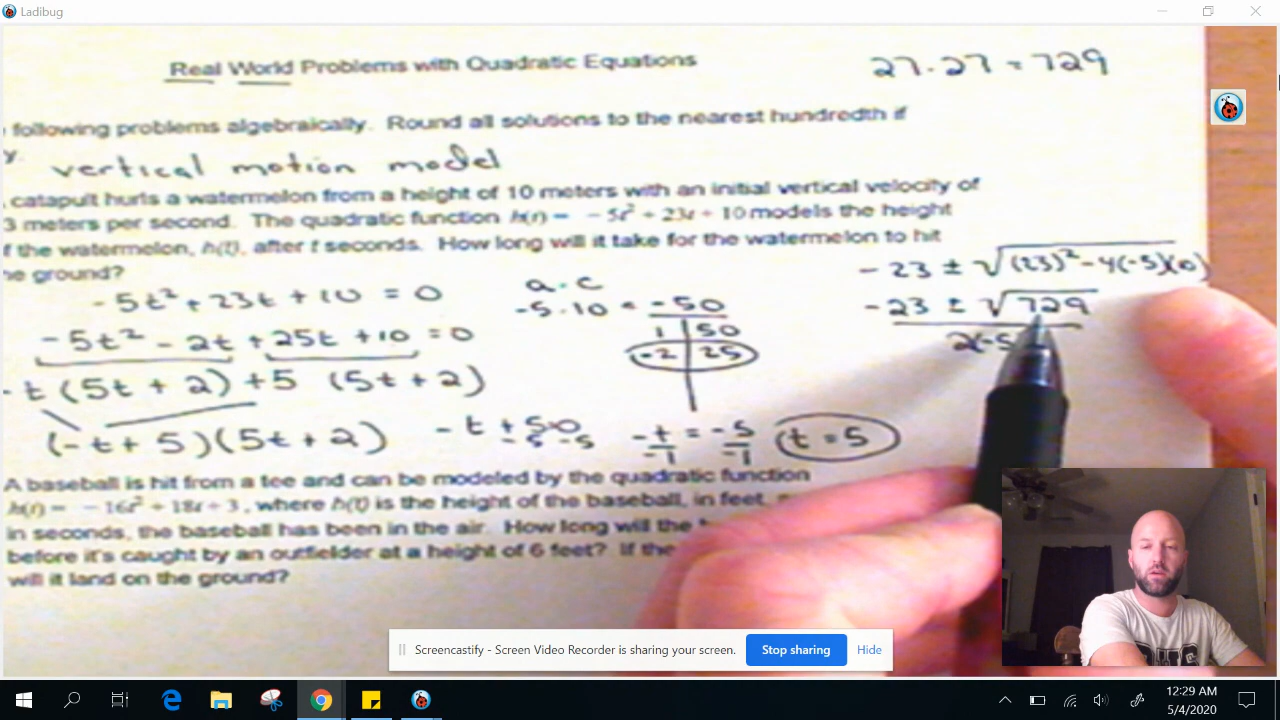 Ladibug
Real World Problems with Quadratic Equations
27.27 = 729
following problems algebraically. Round all solutions to the nearest hundredth if
y.
vertical motion model
catapult hurls a watermelon from a height of 10 meters with an initial vertical velocity of
3 meters per second. The quadratic function h(t) = -5t² + 23t + 10 models the height
f the watermelon, h(t), after t seconds. How long will it take for the watermelon to hit
he ground?
-5t² + 23t + 10 = 0
a.c
-5.10 = -50
-23 ± √(23)² - 4(-5)(10)
-5t² - 2t + 25t + 10 = 0
1 | 50
-2 | 25
-23 ± √729
2(-5
-t(5t + 2) + 5 (5t + 2)
(-t + 5)(5t + 2)
-t + 5 = 0
-5 -5
-t = -5
-1 -1
t = 5
A baseball is hit from a tee and can be modeled by the quadratic function
h(t) = -16t² + 18t + 3, where h(t) is the height of the baseball, in feet,
in seconds, the baseball has been in the air. How long will the
before it's caught by an outfielder at a height of 6 feet? If the
will it land on the ground?
Screencastify - Screen Video Recorder is sharing your screen.
Stop sharing
Hide
12:29 AM
5/4/2020